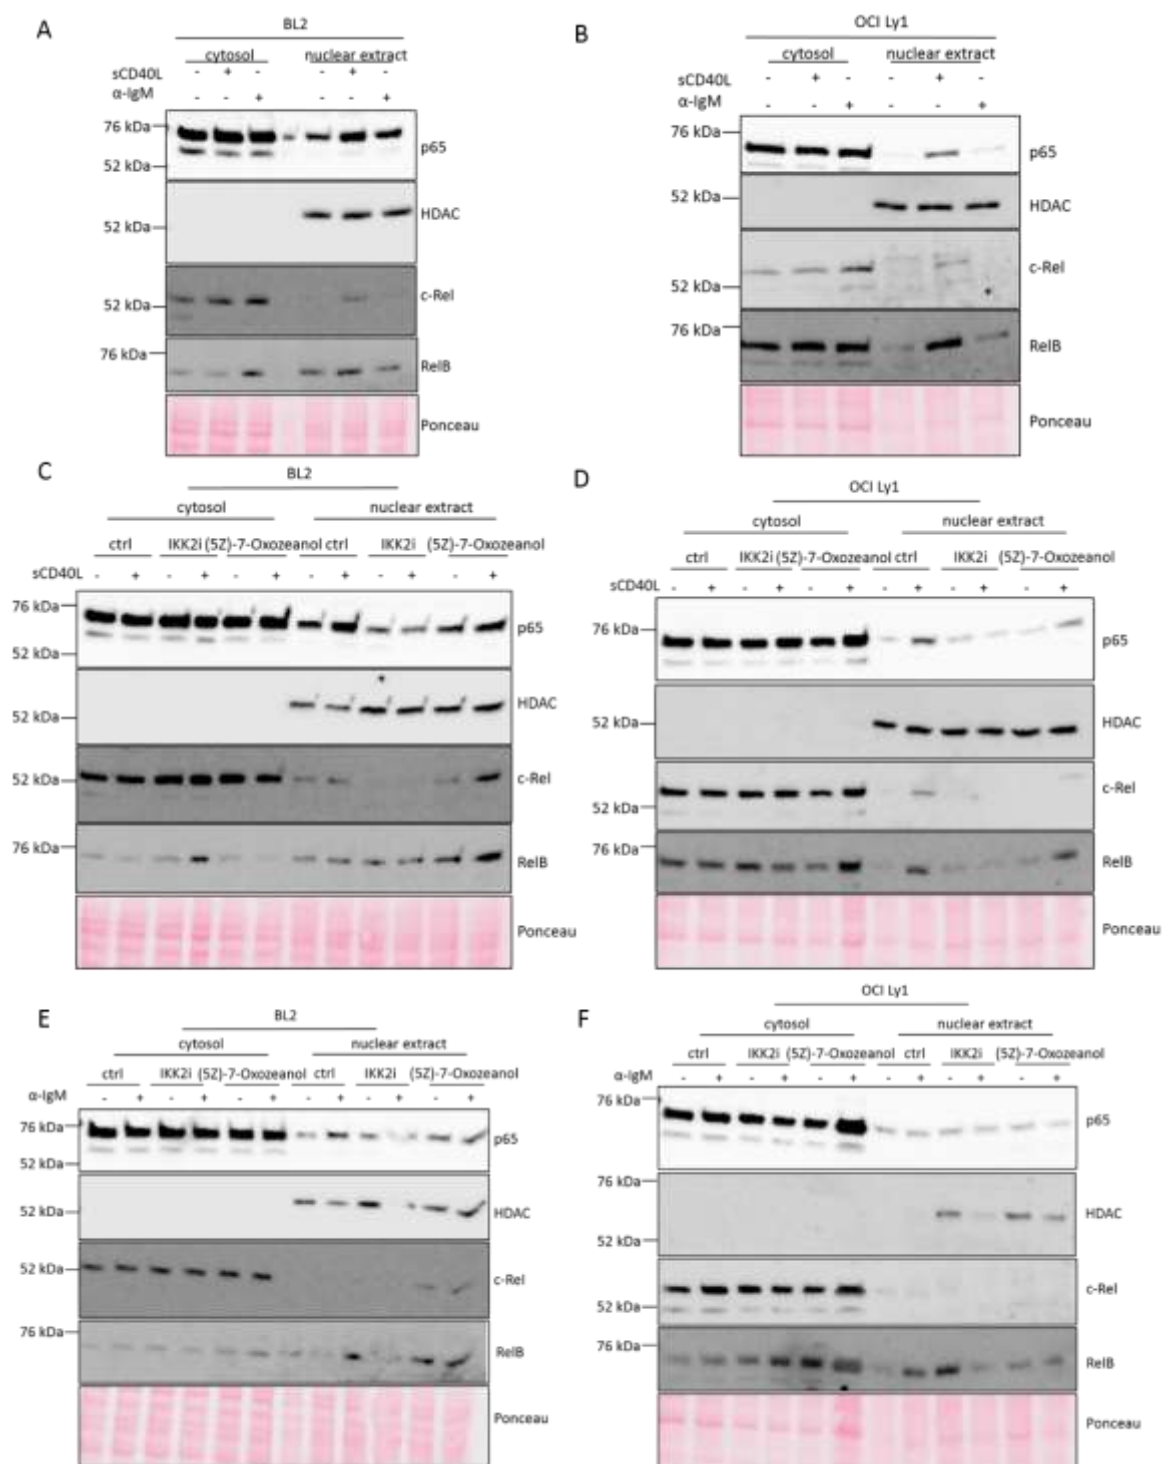 A
BL2
cytosol nuclear extract
sCD40L - + - - + -
α-IgM - - + - - +
76 kDa
52 kDa
p65
52 kDa
HDAC
52 kDa
c-Rel
76 kDa
RelB
Ponceau
B
OCI Ly1
cytosol nuclear extract
sCD40L - + - - + -
α-IgM - - + - - +
76 kDa
p65
52 kDa
HDAC
52 kDa
c-Rel
76 kDa
RelB
Ponceau
C
BL2
cytosol nuclear extract
ctrl IKK2i (5Z)-7-Oxozeanol ctrl IKK2i (5Z)-7-Oxozeanol
sCD40L - + - + - + - + - + - +
76 kDa
52 kDa
p65
52 kDa
HDAC
52 kDa
c-Rel
76 kDa
RelB
Ponceau
D
OCI Ly1
cytosol nuclear extract
ctrl IKK2i (5Z)-7-Oxozeanol ctrl IKK2i (5Z)-7-Oxozeanol
sCD40L - + - + - + - + - + - +
76 kDa
p65
52 kDa
HDAC
52 kDa
c-Rel
76 kDa
RelB
Ponceau
E
BL2
cytosol nuclear extract
ctrl IKK2i (5Z)-7-Oxozeanol ctrl IKK2i (5Z)-7-Oxozeanol
α-IgM - + - + - + - + - + - +
76 kDa
52 kDa
p65
52 kDa
HDAC
52 kDa
c-Rel
76 kDa
RelB
Ponceau
F
OCI Ly1
cytosol nuclear extract
ctrl IKK2i (5Z)-7-Oxozeanol ctrl IKK2i (5Z)-7-Oxozeanol
α-IgM - + - + - + - + - + - +
76 kDa
p65
76 kDa
52 kDa
HDAC
52 kDa
c-Rel
76 kDa
RelB
Ponceau